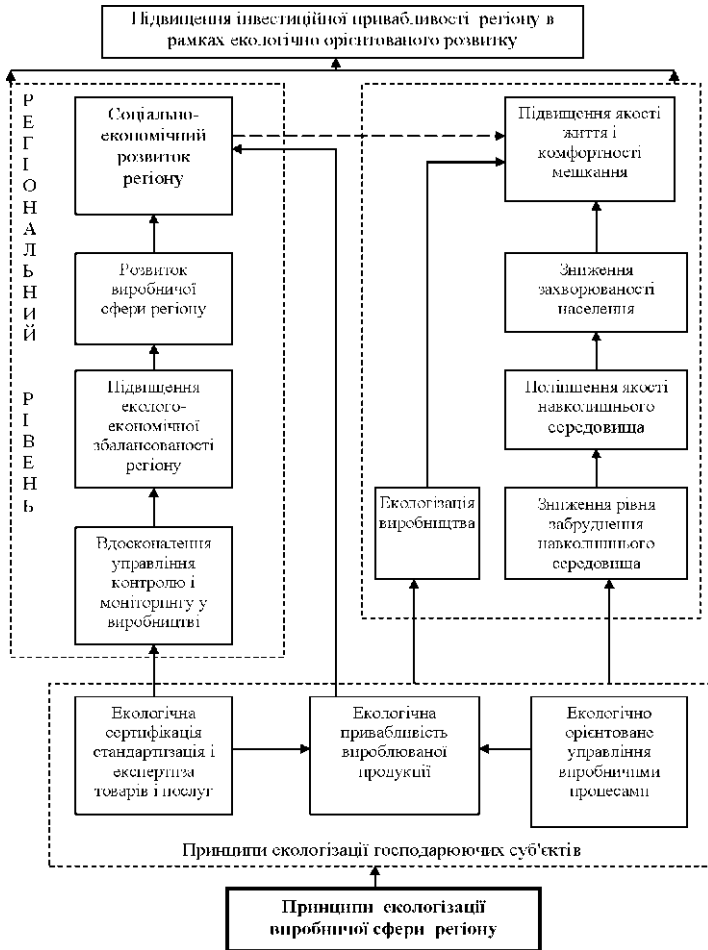 Підвищення інвестиційної привабливості регіону в
рамках екологічно орієнтованого розвитку
РЕГІОНАЛЬНИЙ
РІВЕНЬ
Соціально-
економічний
розвиток
регіону
Підвищення якості
життя і
комфортності
мешкання
Розвиток
виробничої
сфери регіону
Зниження
захворюваності
населення
Підвищення
еколого-
економічної
збалансованості
регіону
Поліпшення якості
навколишнього
середовища
Екологізація
виробництва
Зниження рівня
забруднення
навколишнього
середовища
Вдосконалення
управління
контролю і
моніторингу у
виробництві
Екологічна
сертифікація
стандартизація і
експертиза
товарів і послуг
Екологічна
привабливість
вироблюваної
продукції
Екологічно
орієнтоване
управління
виробничими
процесами
Принципи екологізації господарюючих суб'єктів
Принципи екологізації
виробничої сфери регіону